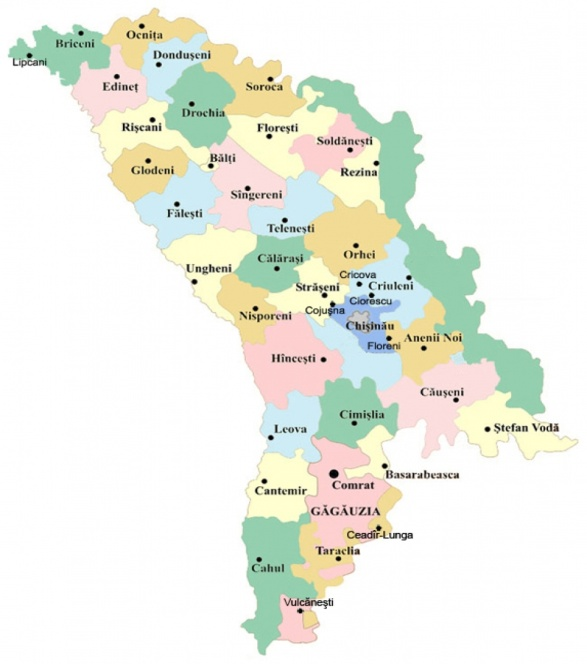 Ocnița
Briceni
Lipcani
Dondușeni
Edineț
Soroca
Drochia
Rîșcani
Florești
Șoldănești
Bălți
Glodeni
Rezina
Sîngereni
Fălești
Telenești
Orhei
Călărași
Ungheni
Cricova
Strășeni
Criuleni
Ciorescu
Cojușna
Nisporeni
Chișinău
Floreni
Anenii Noi
Hîncești
Căușeni
Cimișlia
Leova
Ștefan Vodă
Basarabeasca
Comrat
Cantemir
GĂGĂUZIA
Ceadîr-Lunga
Taraclia
Cahul
Vulcăneşti